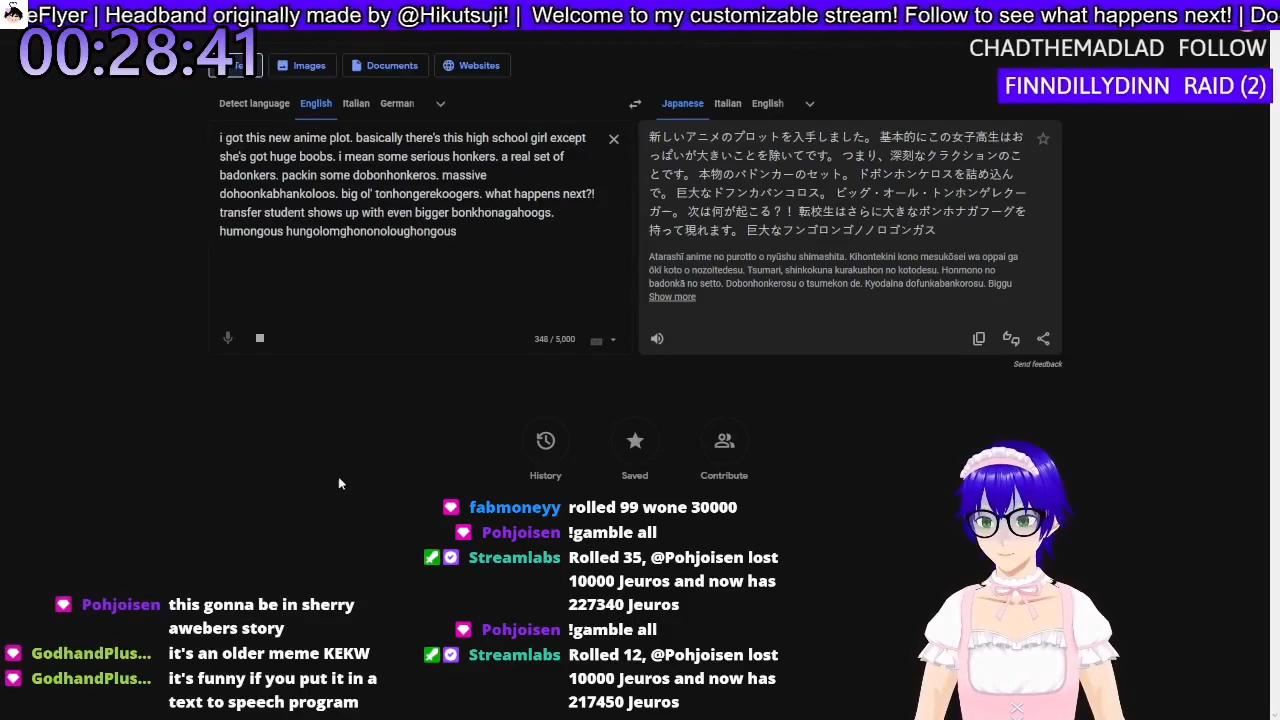 eFlyer | Headband originally made by @Hikutsuji! | Welcome to my customizable stream! Follow to see what happens next! | Do
00:28:41
CHADTHEMADLAD FOLLOW
FINNDILLYDINN RAID (2)
Images
Documents
Websites
Detect language
English
Italian
German
Japanese
Italian
English
i got this new anime plot. basically there's this high school girl except
she's got huge boobs. i mean some serious honkers. a real set of
badonkers. packin some dobonhonkeros. massive
dohoonkabhankoloos. big ol' tonhongerekoogers. what happens next?!
transfer student shows up with even bigger bonkhonagahoogs.
humongous hungolomghononoloughongous
348 / 5,000
新しいアニメのプロットを入手しました。 基本的にこの女子高生はお
っぱいが大きいことを除いてです。 つまり、深刻なクラクションのこ
とです。 本物のバドンカーのセット。 ドボンホンケロスを詰め込ん
で。 巨大なドフンカバンコロス。 ビッグ・オール・トンホンゲレクー
ガー。 次は何が起こる？！ 転校生はさらに大きなボンホナガフーグを
持って現れます。 巨大なフンゴロンゴノノロゴンガス
Atarashī anime no purotto o nyūshu shimashita. Kihontekini kono mesukōsei wa oppai ga
ōkī koto o nozoitedesu. Tsumari, shinkokuna kurakushon no kotodesu. Honmono no
badonkā no setto. Dobonhonkerosu o tsumekon de. Kyodaina dofunkabankorosu. Biggu
Show more
Send feedback
History
Saved
Contribute
fabmoneyy rolled 99 wone 30000
Pohjoisen !gamble all
Streamlabs Rolled 35, @Pohjoisen lost
10000 Jeuros and now has
227340 Jeuros
Pohjoisen !gamble all
Streamlabs Rolled 12, @Pohjoisen lost
10000 Jeuros and now has
217450 Jeuros
Pohjoisen this gonna be in sherry
awebers story
GodhandPlus... it's an older meme KEKW
GodhandPlus... it's funny if you put it in a
text to speech program